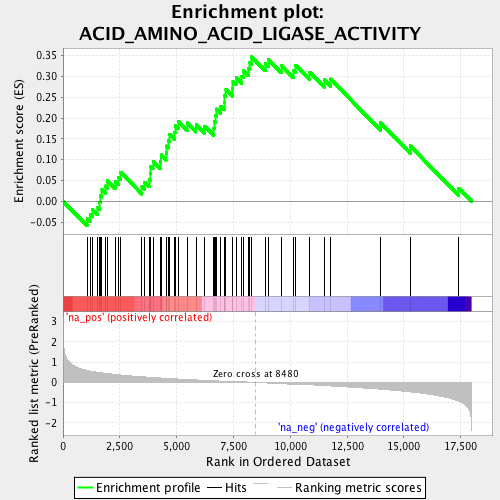 Enrichment plot:
ACID_AMINO_ACID_LIGASE_ACTIVITY
Enrichment score (ES)
0.35
0.30
0.25
0.20
0.15
0.10
0.05
0.00
-0.05
'na_pos' (positively correlated)
Ranked list metric (PreRanked)
3
2
1
0
-1
-2
Zero cross at 8480
'na_neg' (negatively correlated)
0
2,500
5,000
7,500
10,000
12,500
15,000
17,500
Rank in Ordered Dataset
Enrichment profile
Hits
Ranking metric scores